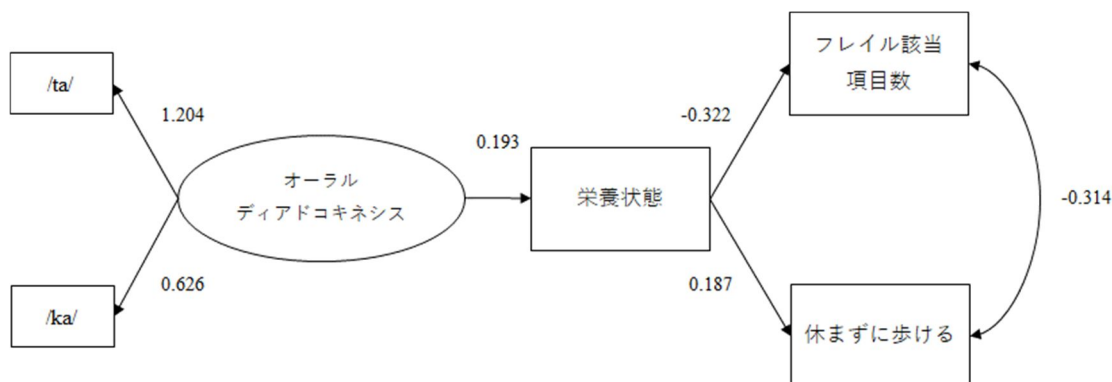 /ta/
1.204
オーラル
ディアドコキネシス
0.626
/ka/
0.193
栄養状態
-0.322
フレイル該当
項目数
0.187
休まずに歩ける
-0.314